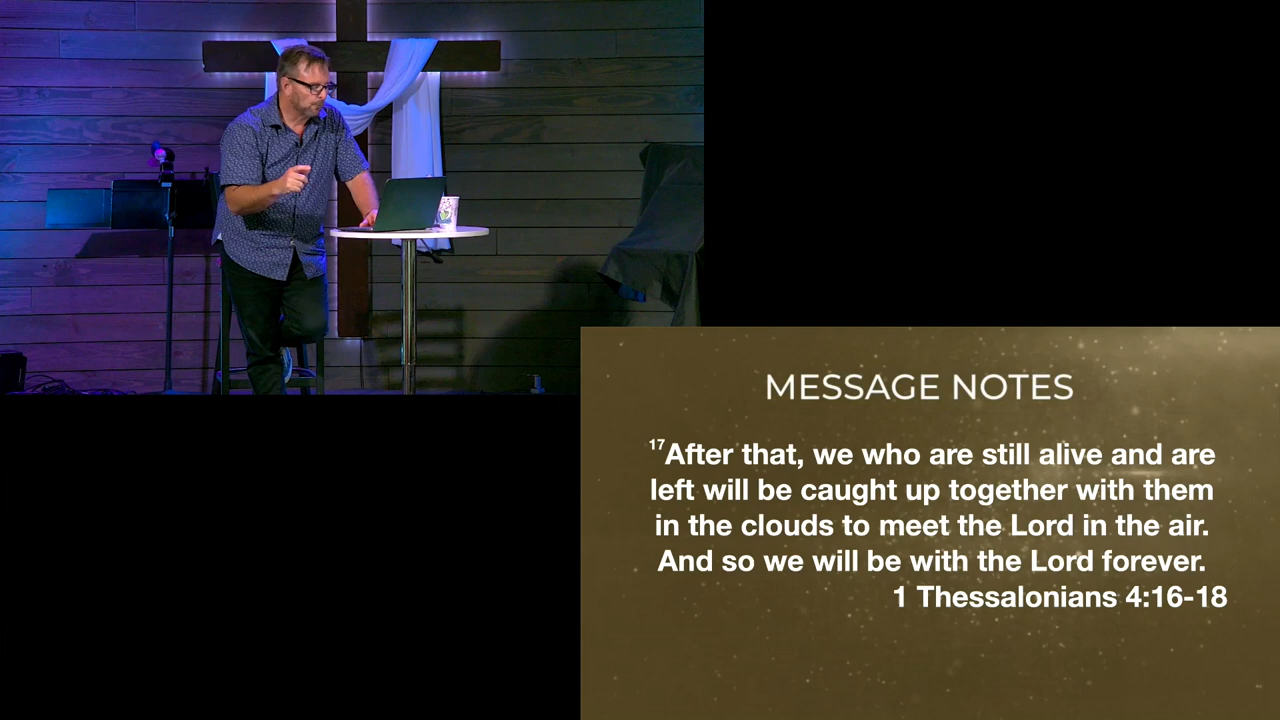 MESSAGE NOTES
¹⁷After that, we who are still alive and are
left will be caught up together with them
in the clouds to meet the Lord in the air.
And so we will be with the Lord forever.
1 Thessalonians 4:16-18